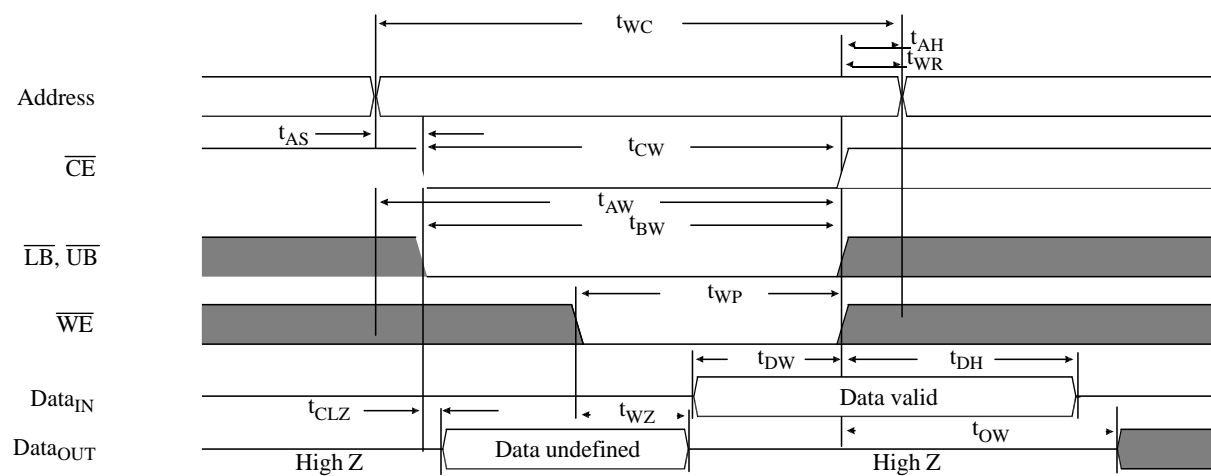 tWC
tAH
tWR
Address
tAS
tCW
CE
tAW
tBW
LB, UB
tWP
WE
tDW
tDH
DataIN
Data valid
tCLZ
tWZ
tOW
DataOUT
Data undefined
High Z
High Z